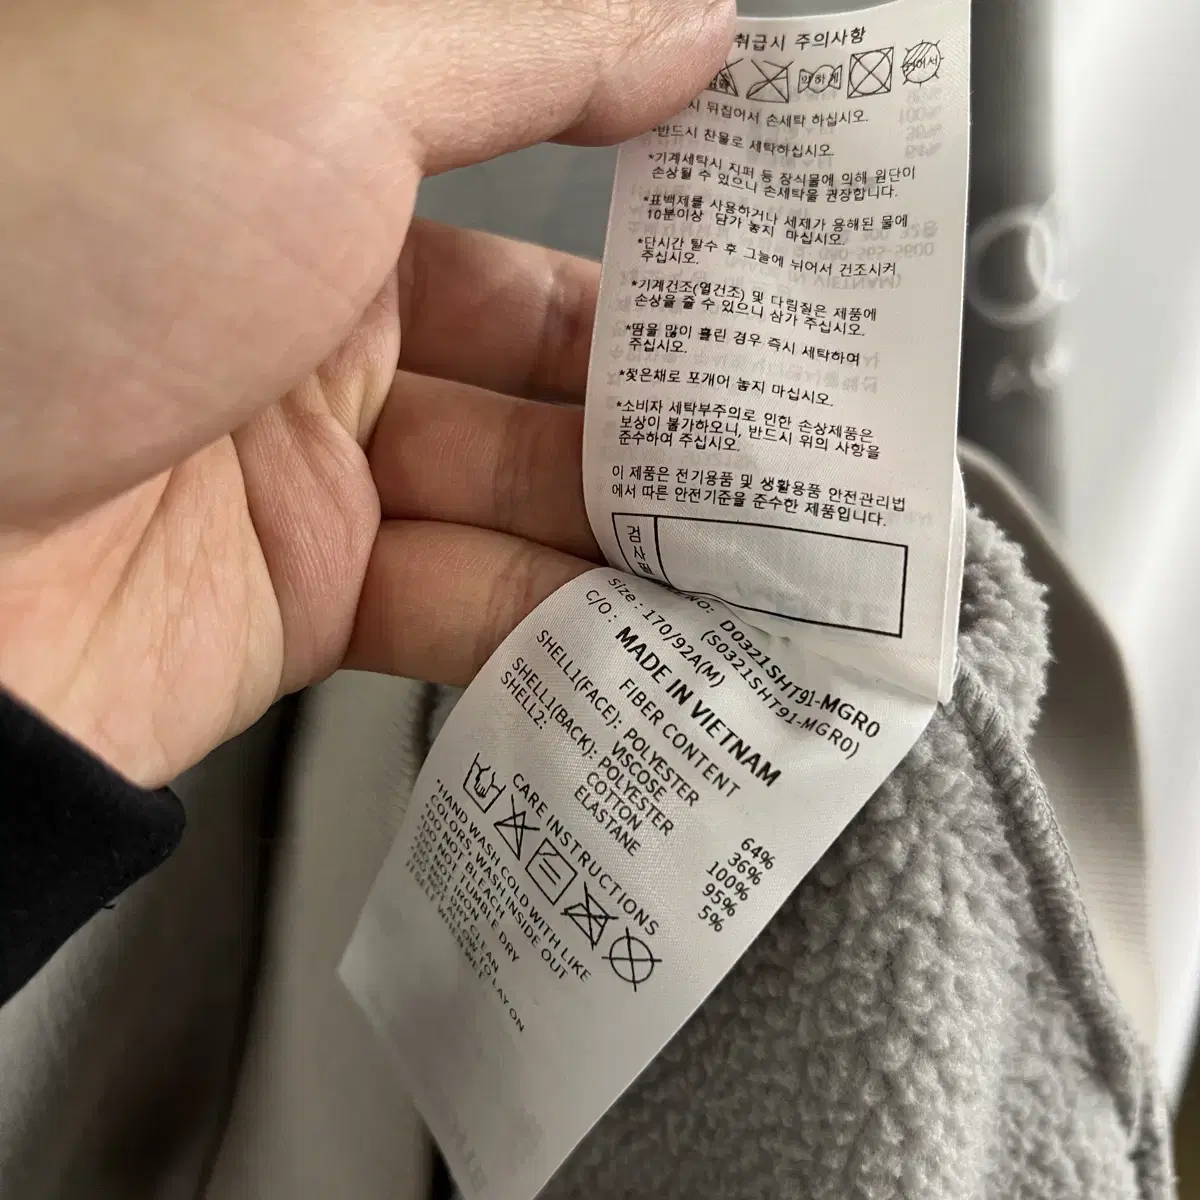 취급시 주의사항
약하게
시 뒤집어서 손세탁 하십시오.
*반드시 찬물로 세탁하십시오.
*기계세탁시 지퍼 등 장식물에 의해 원단이
손상될 수 있으니 손세탁을 권장합니다.
*표백제를 사용하거나 세제가 용해된 물에
10분이상 담가 놓지 마십시오.
*단시간 탈수 후 그늘에 뉘어서 건조시켜
주십시오.
*기계건조(열건조) 및 다림질은 제품에
손상을 줄 수 있으니 삼가 주십시오.
*땀을 많이 흘린 경우 즉시 세탁하여
주십시오.
*젖은채로 포개어 놓지 마십시오.
*소비자 세탁부주의로 인한 손상제품은
보상이 불가하오니, 반드시 위의 사항을
준수하여 주십시오.
이 제품은 전기용품 및 생활용품 안전관리법
에서 따른 안전기준을 준수한 제품입니다.
검사필
NO: D0321SHT91-MGR0
(S0321SHT91-MGR0)
Size : 170/92A(M)
C/O : MADE IN VIETNAM
FIBER CONTENT
SHELL1(FACE): POLYESTER 64%
VISCOSE 36%
SHELL1(BACK): POLYESTER 100%
SHELL2: COTTON 95%
ELASTANE 5%
CARE INSTRUCTIONS
*HAND WASH COLD WITH LIKE
COLORS, WASH INSIDE OUT
*DO NOT BLEACH
*DO NOT TUMBLE DRY
*DO NOT IRON
DRY CLEAN
LOW TO LAY ON
WET